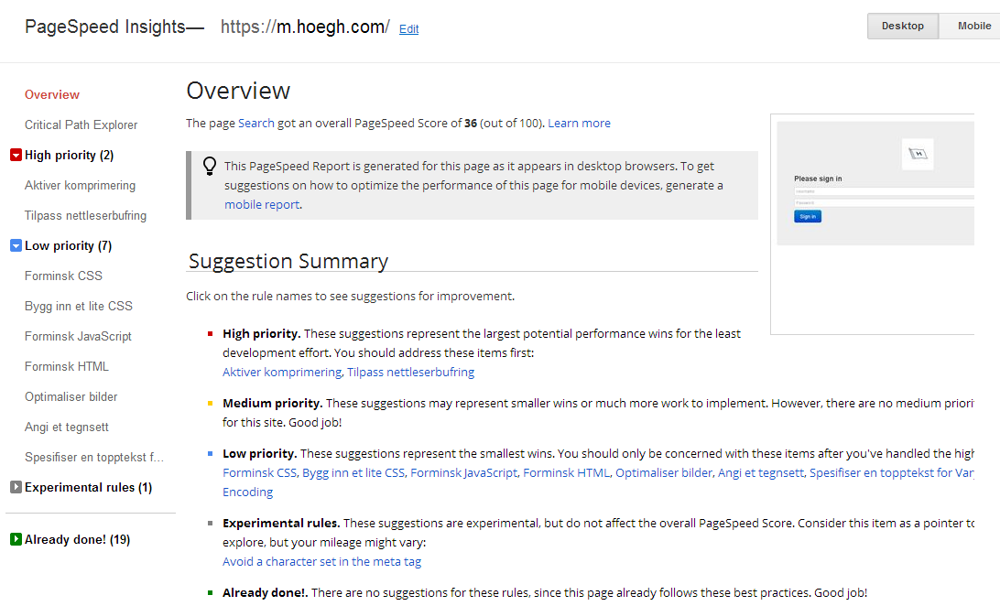 PageSpeed Insights— https://m.hoegh.com/ Edit
Desktop Mobile
Overview
Critical Path Explorer
High priority (2)
Aktiver komprimering
Tilpass nettleserbufring
Low priority (7)
Forminsk CSS
Bygg inn et lite CSS
Forminsk JavaScript
Forminsk HTML
Optimaliser bilder
Angi et tegnsett
Spesifiser en topptekst f...
Experimental rules (1)
Already done! (19)
Overview
The page Search got an overall PageSpeed Score of 36 (out of 100). Learn more
This PageSpeed Report is generated for this page as it appears in desktop browsers. To get
suggestions on how to optimize the performance of this page for mobile devices, generate a
mobile report.
H
Please sign in
Username
Password
Sign in
Suggestion Summary
Click on the rule names to see suggestions for improvement.
High priority. These suggestions represent the largest potential performance wins for the least
development effort. You should address these items first:
Aktiver komprimering, Tilpass nettleserbufring
Medium priority. These suggestions may represent smaller wins or much more work to implement. However, there are no medium priori
for this site. Good job!
Low priority. These suggestions represent the smallest wins. You should only be concerned with these items after you've handled the high
Forminsk CSS, Bygg inn et lite CSS, Forminsk JavaScript, Forminsk HTML, Optimaliser bilder, Angi et tegnsett, Spesifiser en topptekst for Vary
Encoding
Experimental rules. These suggestions are experimental, but do not affect the overall PageSpeed Score. Consider this item as a pointer to
explore, but your mileage might vary:
Avoid a character set in the meta tag
Already done!. There are no suggestions for these rules, since this page already follows these best practices. Good job!